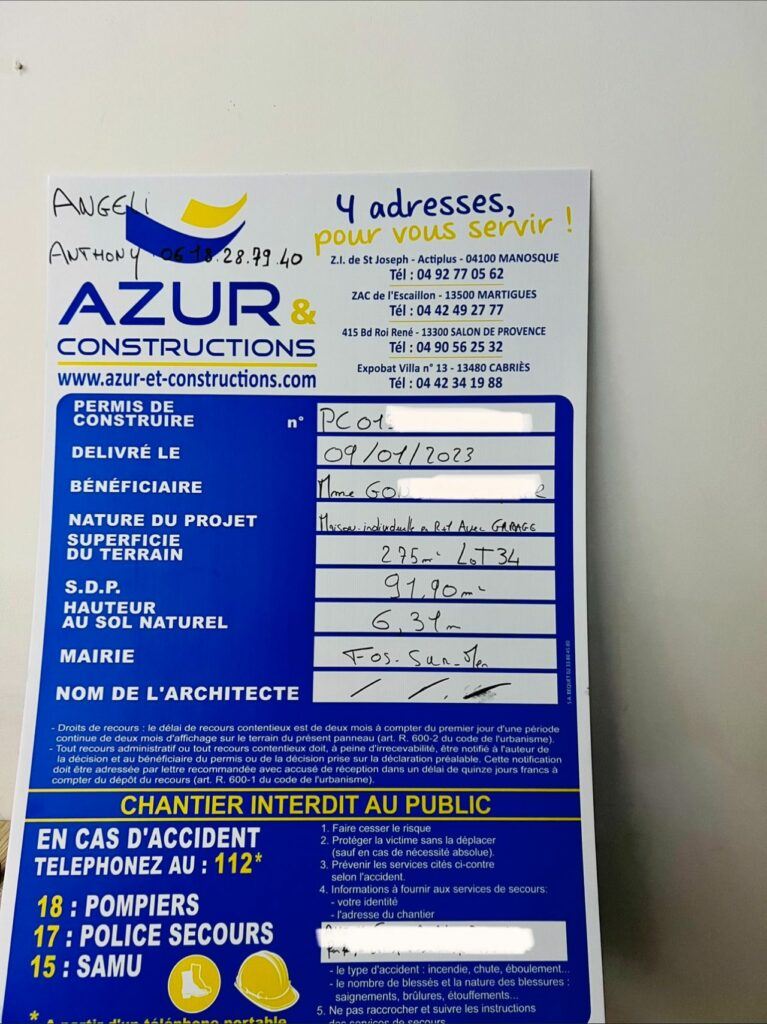 ANGELI
ANTHONY 06 18.28.79.40
AZUR &
CONSTRUCTIONS
www.azur-et-constructions.com
4 adresses,
pour vous servir !
Z.I. de St Joseph - Actiplus - 04100 MANOSQUE
Tél : 04 92 77 05 62
ZAC de l'Escaillon - 13500 MARTIGUES
Tél : 04 42 49 27 77
415 Bd Roi René - 13300 SALON DE PROVENCE
Tél : 04 90 56 25 32
Expobat Villa n° 13 - 13480 CABRIÈS
Tél : 04 42 34 19 88
PERMIS DE
CONSTRUIRE n° PC01
DELIVRÉ LE 09/01/2023
BÉNÉFICIAIRE Mme
NATURE DU PROJET Maison individuelle en R+1 Avec GARAGE
SUPERFICIE
DU TERRAIN 275m² LOT34
S.D.P. 91,90m²
HAUTEUR
AU SOL NATUREL 6,31m
MAIRIE Fos-Sur-Mer
NOM DE L'ARCHITECTE / /. /
- Droits de recours : le délai de recours contentieux est de deux mois à compter du premier jour d'une période
continue de deux mois d'affichage sur le terrain du présent panneau (art. R. 600-2 du code de l'urbanisme).
- Tout recours administratif ou tout recours contentieux doit, à peine d'irrecevabilité, être notifié à l'auteur de
la décision et au bénéficiaire du permis ou de la décision prise sur la déclaration préalable. Cette notification
doit être adressée par lettre recommandée avec accusé de réception dans un délai de quinze jours francs à
compter du dépôt du recours (art. R. 600-1 du code de l'urbanisme).
CHANTIER INTERDIT AU PUBLIC
EN CAS D'ACCIDENT
TELEPHONEZ AU : 112*
18 : POMPIERS
17 : POLICE SECOURS
15 : SAMU
* A partir d'un téléphone portable
1. Faire cesser le risque
2. Protéger la victime sans la déplacer
(sauf en cas de nécessité absolue).
3. Prévenir les services cités ci-contre
selon l'accident.
4. Informations à fournir aux services de secours:
- votre identité
- l'adresse du chantier
- le type d'accident : incendie, chute, éboulement...
- le nombre de blessés et la nature des blessures :
saignements, brûlures, étouffements...
5. Ne pas raccrocher et suivre les instructions
des services de secours